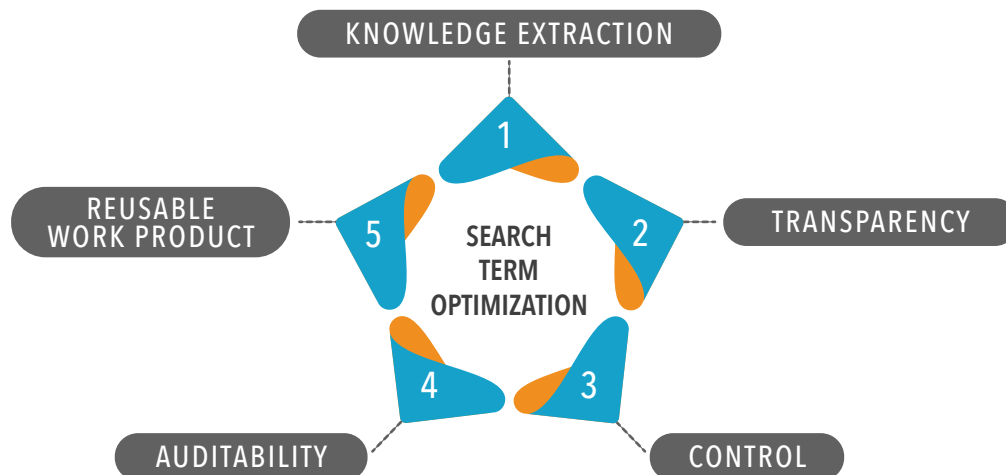 KNOWLEDGE EXTRACTION
1
REUSABLE
WORK PRODUCT
5
SEARCH
TERM
OPTIMIZATION
2
TRANSPARENCY
4
3
AUDITABILITY
CONTROL